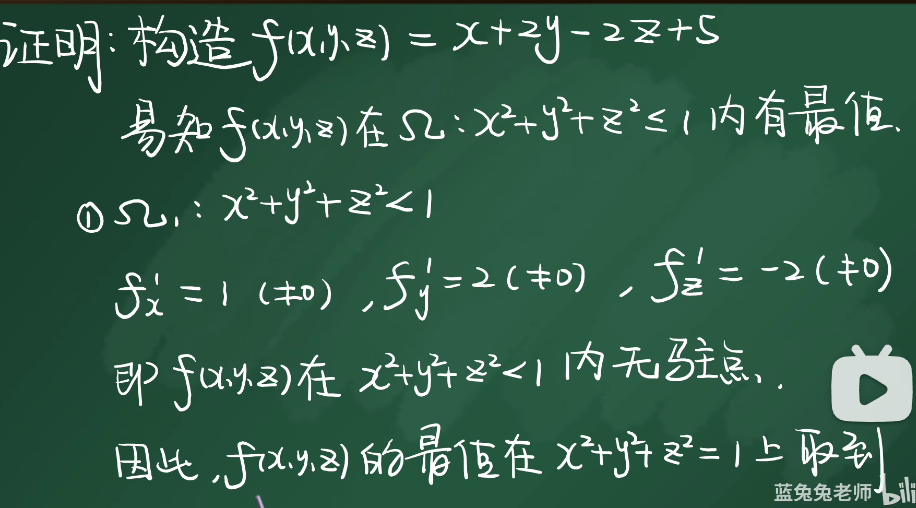 证明: 构造 f(x,y,z) = x+2y-2z+5
易知 f(x,y,z) 在 Ω: x²+y²+z² ≤ 1 内有最值.
① Ω₁: x²+y²+z² < 1
f'x = 1 (≠0) , f'y = 2 (≠0) , f'z = -2 (≠0)
即 f(x,y,z) 在 x²+y²+z² < 1 内无驻点.
因此, f(x,y,z) 的最值在 x²+y²+z² = 1 上取到
蓝兔兔老师 bili